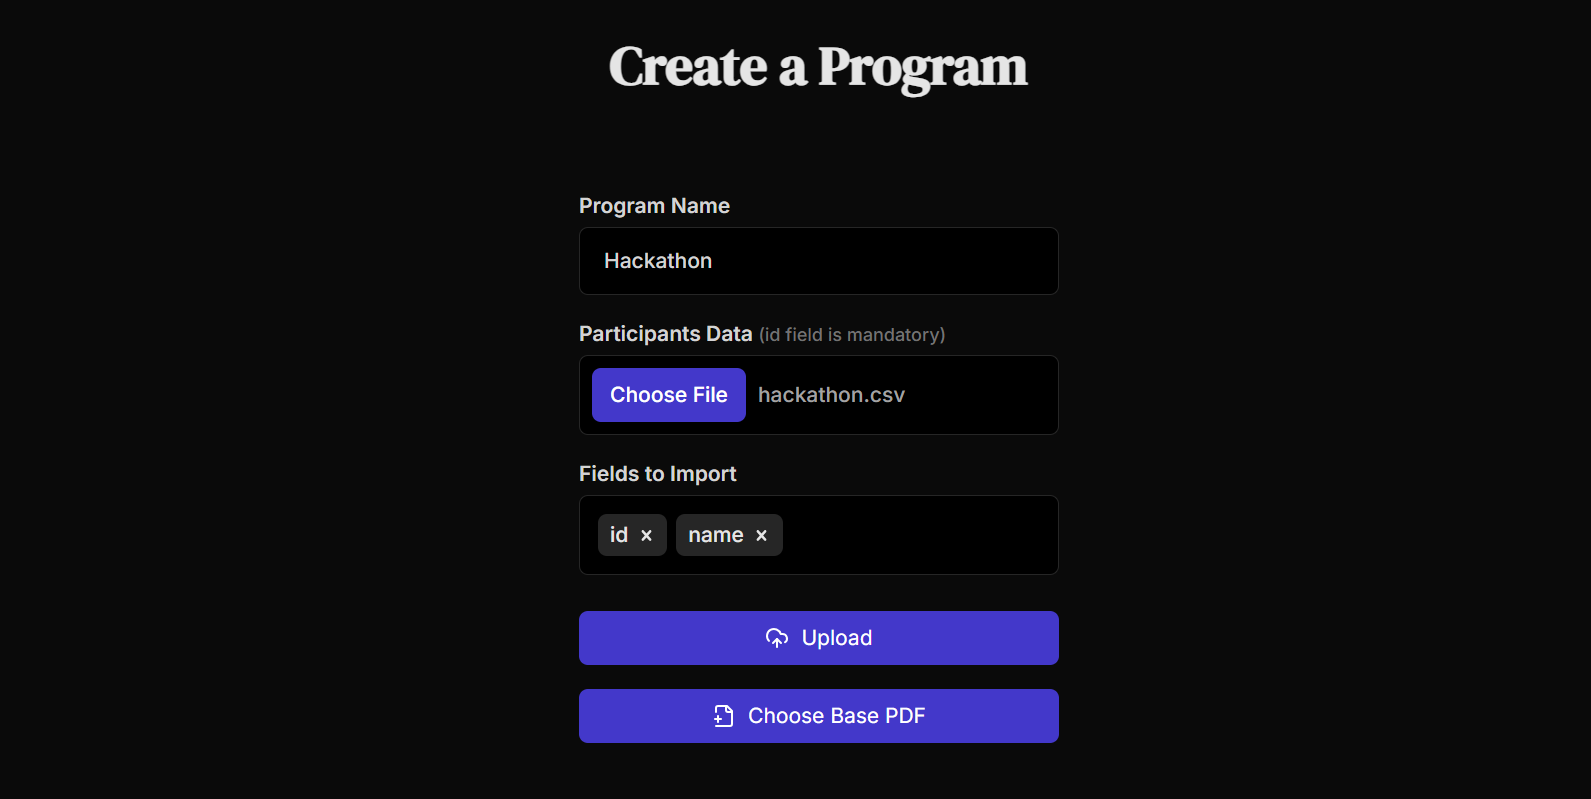 Create a Program
Program Name
Hackathon
Participants Data (id field is mandatory)
Choose File hackathon.csv
Fields to Import
id × name ×
Upload
Choose Base PDF